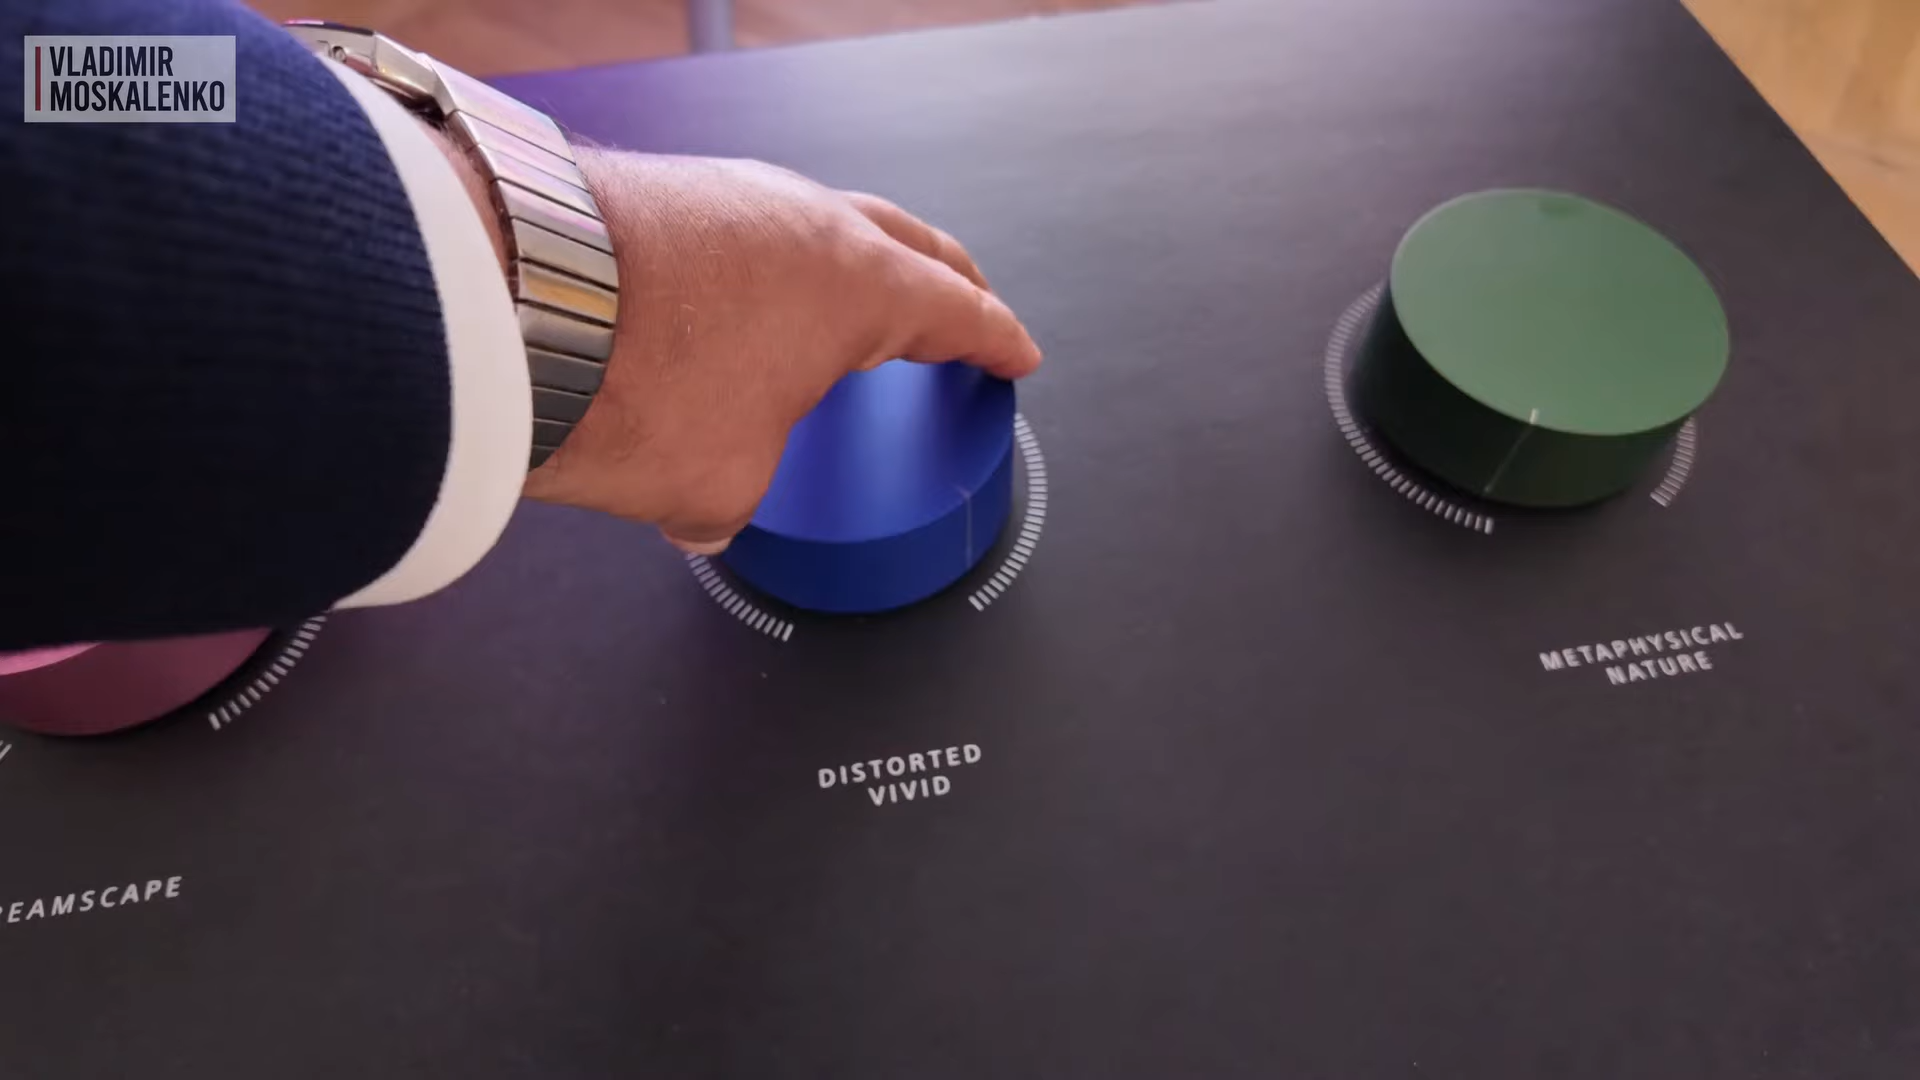 VLADIMIR
MOSKALENKO
METAPHYSICAL
NATURE
DISTORTED
VIVID
EAMSCAPE